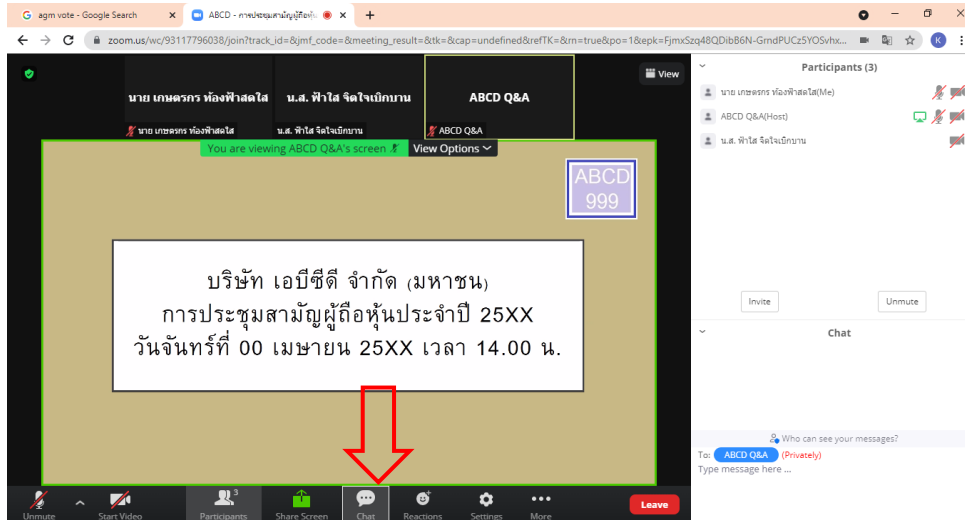 agm vote - Google Search
ABCD - การประชุมสามัญผู้ถือหุ้น
zoom.us/wc/93117796038/join?track_id=&jmf_code=&meeting_result=&tk=&cap=undefined&refTK=&rn=true&po=1&epk=FjmxSzq48QDibB6N-GrndPUCz5YOSvhx...
K
View
นาย เกษตรกร ท้องฟ้าสดใส
น.ส. ฟ้าใส จิตใจเบิกบาน
ABCD Q&A
นาย เกษตรกร ท้องฟ้าสดใส
น.ส. ฟ้าใส จิตใจเบิกบาน
ABCD Q&A
You are viewing ABCD Q&A's screen
View Options
ABCD
999
บริษัท เอบีซีดี จำกัด (มหาชน)
การประชุมสามัญผู้ถือหุ้นประจำปี 25XX
วันจันทร์ที่ 00 เมษายน 25XX เวลา 14.00 น.
Unmute
Start Video
3
Participants
Share Screen
Chat
Reactions
Settings
More
Leave
Participants (3)
นาย เกษตรกร ท้องฟ้าสดใส(Me)
ABCD Q&A(Host)
น.ส. ฟ้าใส จิตใจเบิกบาน
Invite
Unmute
Chat
Who can see your messages?
To: ABCD Q&A (Privately)
Type message here ...